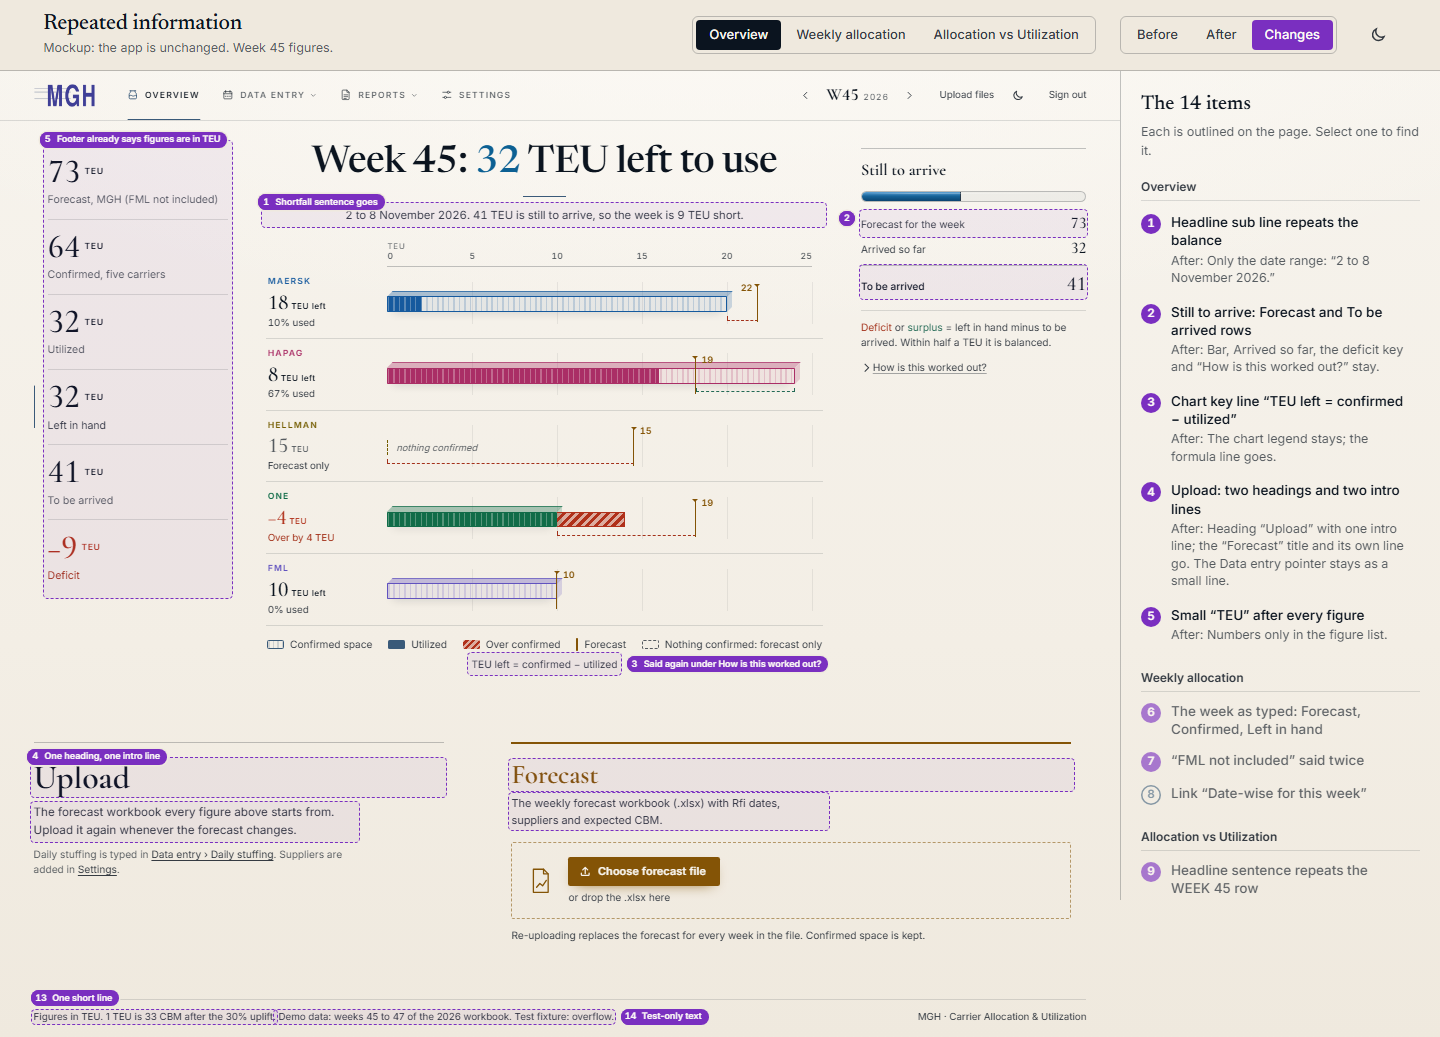 Repeated information
Mockup: the app is unchanged. Week 45 figures.
Overview
Weekly allocation
Allocation vs Utilization
Before
After
Changes
MGH
OVERVIEW
DATA ENTRY
REPORTS
SETTINGS
W45 2026
Upload files
Sign out
5 Footer already says figures are in TEU
73 TEU
Forecast, MGH (FML not included)
64 TEU
Confirmed, five carriers
32 TEU
Utilized
32 TEU
Left in hand
41 TEU
To be arrived
–9 TEU
Deficit
Week 45: 32 TEU left to use
1 Shortfall sentence goes
2 to 8 November 2026. 41 TEU is still to arrive, so the week is 9 TEU short.
TEU
0 5 10 15 20 25
MAERSK
18 TEU left
10% used
22
HAPAG
8 TEU left
67% used
19
HELLMAN
15 TEU
Forecast only
nothing confirmed
15
ONE
–4 TEU
Over by 4 TEU
19
FML
10 TEU left
0% used
10
Confirmed space
Utilized
Over confirmed
Forecast
Nothing confirmed: forecast only
TEU left = confirmed − utilized
3 Said again under How is this worked out?
Still to arrive
2
Forecast for the week 73
Arrived so far 32
To be arrived 41
Deficit or surplus = left in hand minus to be
arrived. Within half a TEU it is balanced.
How is this worked out?
4 One heading, one intro line
Upload
The forecast workbook every figure above starts from.
Upload it again whenever the forecast changes.
Daily stuffing is typed in Data entry › Daily stuffing. Suppliers are
added in Settings.
Forecast
The weekly forecast workbook (.xlsx) with Rfi dates,
suppliers and expected CBM.
Choose forecast file
or drop the .xlsx here
Re-uploading replaces the forecast for every week in the file. Confirmed space is kept.
13 One short line
Figures in TEU. 1 TEU is 33 CBM after the 30% uplift.
Demo data: weeks 45 to 47 of the 2026 workbook. Test fixture: overflow.
14 Test-only text
MGH · Carrier Allocation & Utilization
The 14 items
Each is outlined on the page. Select one to find
it.
Overview
1 Headline sub line repeats the
balance
After: Only the date range: “2 to 8
November 2026.”
2 Still to arrive: Forecast and To be
arrived rows
After: Bar, Arrived so far, the deficit key
and “How is this worked out?” stay.
3 Chart key line “TEU left = confirmed
− utilized”
After: The chart legend stays; the
formula line goes.
4 Upload: two headings and two intro
lines
After: Heading “Upload” with one intro
line; the “Forecast” title and its own line
go. The Data entry pointer stays as a
small line.
5 Small “TEU” after every figure
After: Numbers only in the figure list.
Weekly allocation
6 The week as typed: Forecast,
Confirmed, Left in hand
7 “FML not included” said twice
8 Link “Date-wise for this week”
Allocation vs Utilization
9 Headline sentence repeats the
WEEK 45 row